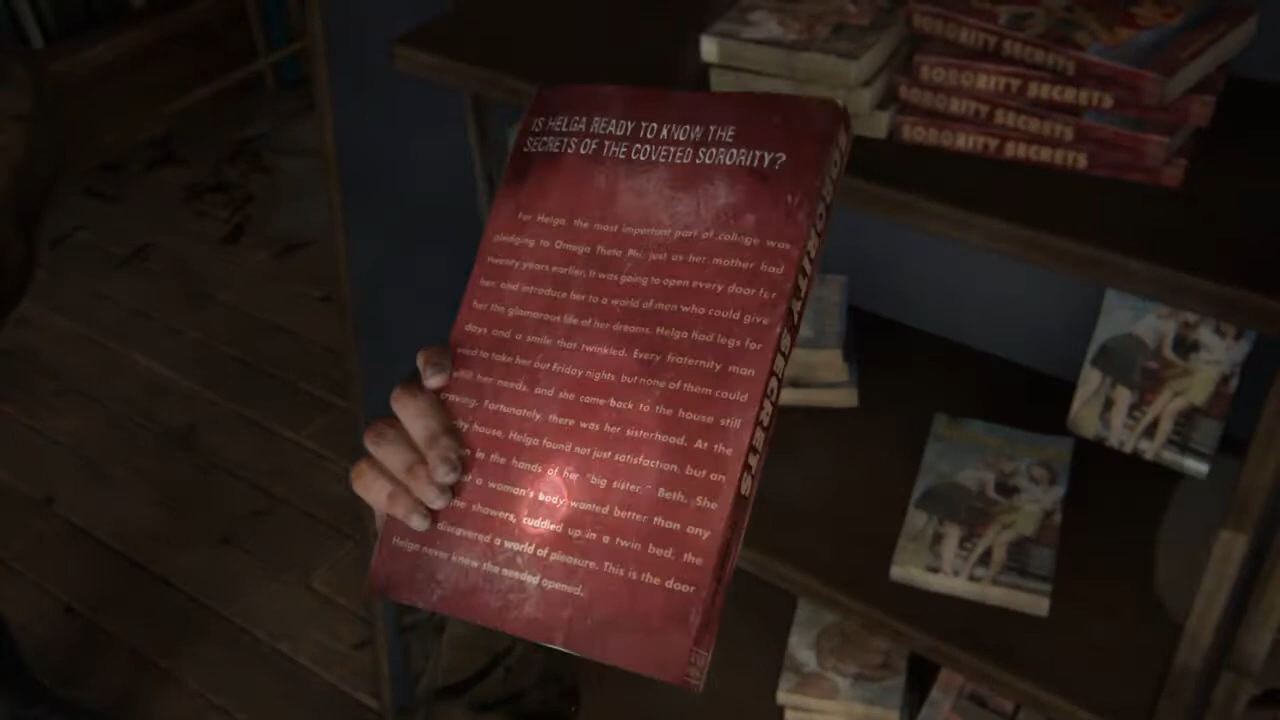 SORORITY SECRETS
SORORITY SECRETS
SORORITY SECRETS
SORORITY SECRETS
IS HELGA READY TO KNOW THE
SECRETS OF THE COVETED SORORITY?
For Helga, the most important part of college was
pledging to Omega Theta Phi, just as her mother had
twenty years earlier. It was going to open every door for
her, and introduce her to a world of men who could give
her the glamorous life of her dreams. Helga had legs for
days and a smile that twinkled. Every fraternity man
to take her out Friday nights, but none of them could
her needs, and she came back to the house still
craving. Fortunately, there was her sisterhood. At the
house, Helga found not just satisfaction, but an
in the hands of her "big sister," Beth. She
a woman's body wanted better than any
the showers, cuddled up in a twin bed, the
discovered a world of pleasure. This is the door
Helga never knew she needed opened.
SORORITY SECRETS